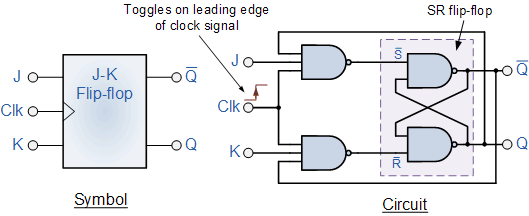 Toggles on leading edge
of clock signal
SR flip-flop
J
Clk
K
J-K
Flip-flop
Q̅
Q
J
Clk
K
S̅
R̅
Q̅
Q
Symbol
Circuit